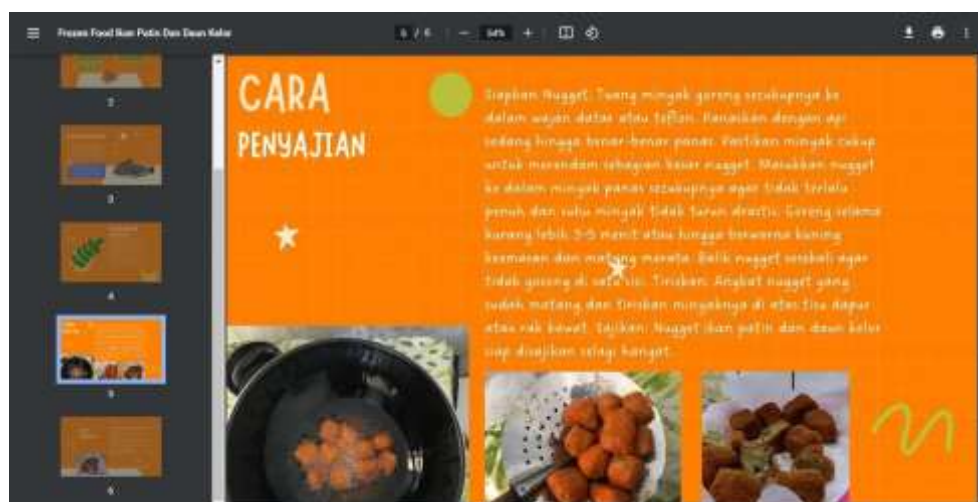 Frozen Food Ikan Patin Dan Daun Kelor
5 / 6
54%
2
3
4
5
6
CARA
PENYAJIAN
Siapkan Nugget. Tuang minyak goreng secukupnya ke
dalam wajan datar atau teflon. Panaskan dengan api
sedang hingga benar-benar panas. Pastikan minyak cukup
untuk merendam sebagian besar nugget. Masukkan nugget
ke dalam minyak panas secukupnya agar tidak terlalu
penuh dan suhu minyak tidak turun drastis. Goreng selama
kurang lebih 3-5 menit atau hingga berwarna kuning
keemasan dan matang merata. Balik nugget sesekali agar
tidak gosong di satu sisi. Tiriskan: Angkat nugget yang
sudah matang dan tiriskan minyaknya di atas tisu dapur
atau rak kawat. Sajikan: Nugget ikan patin dan daun kelor
siap disajikan selagi hangat.